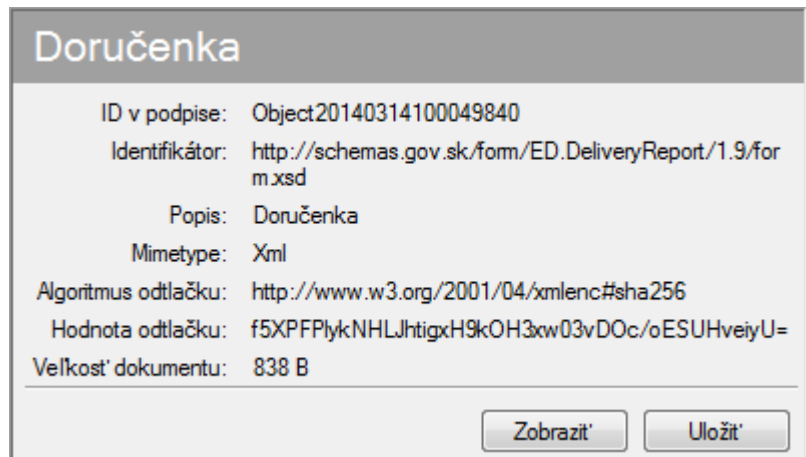 Doručenka
ID v podpise: Object20140314100049840
Identifikátor: http://schemas.gov.sk/form/ED.DeliveryReport/1.9/for
m.xsd
Popis: Doručenka
Mimetype: Xml
Algoritmus odtlačku: http://www.w3.org/2001/04/xmlenc#sha256
Hodnota odtlačku: f5XPFPlykNHLJhtigxH9kOH3xw03vDOc/oESUHveiyU=
Veľkosť dokumentu: 838 B
Zobraziť Uložiť